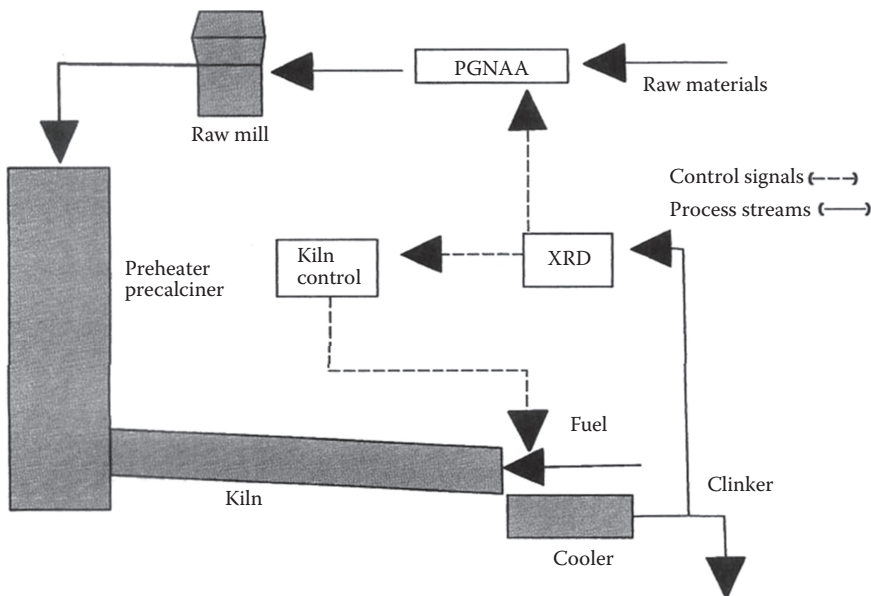 PGNAA
Raw materials
Raw mill
Control signals
Process streams
Kiln
control
XRD
Preheater
precalciner
Fuel
Kiln
Clinker
Cooler